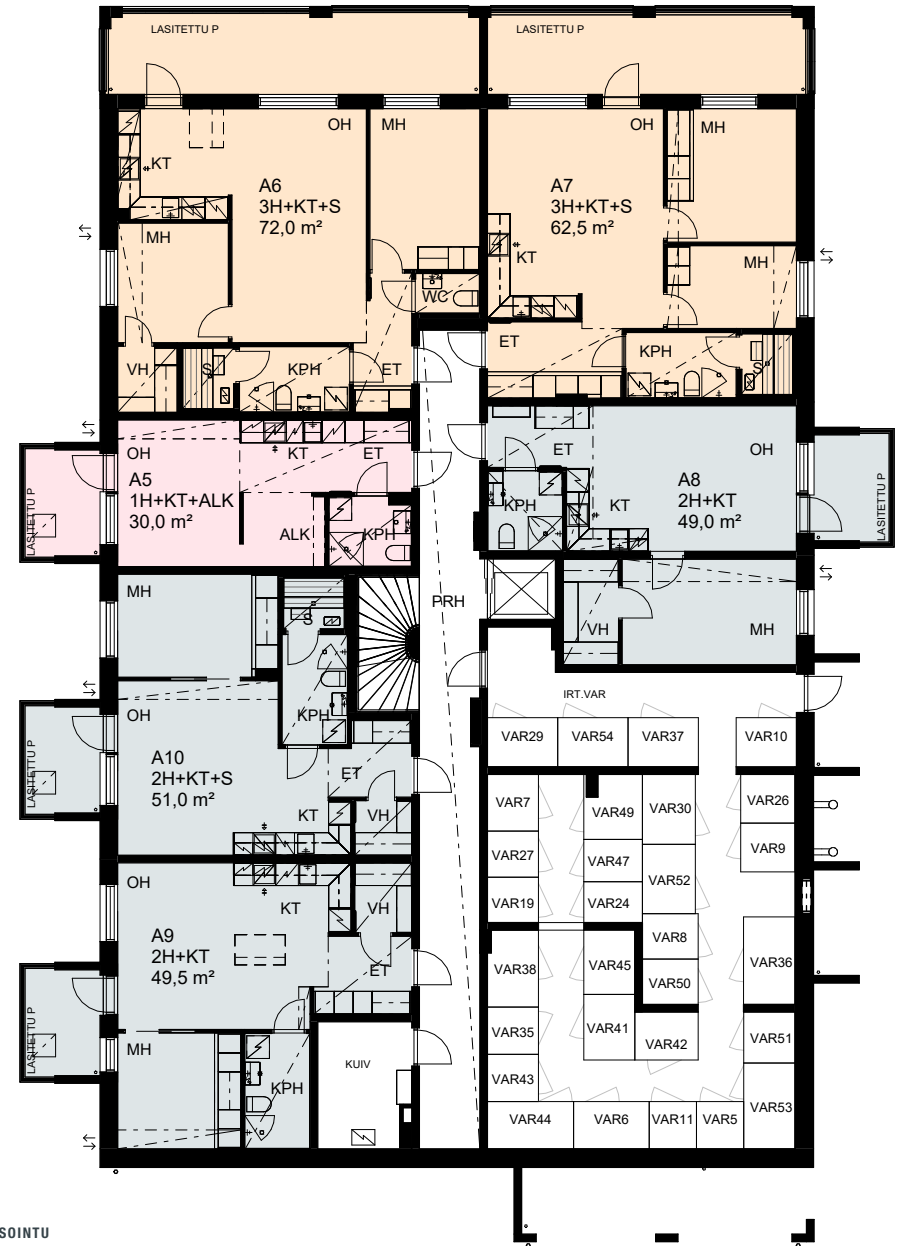 LASITETTU P
LASITETTU P
OH
MH
OH
MH
KT
A6
3H+KT+S
72,0 m²
A7
3H+KT+S
62,5 m²
MH
KT
MH
WC
ET
KPH
S
VH
S
KPH
ET
OH
KT
ET
ET
OH
A5
1H+KT+ALK
30,0 m²
A8
2H+KT
49,0 m²
LASITETTU P
LASITETTU P
KPH
KT
ALK
KPH
MH
S
PRH
VH
MH
KPH
OH
IRT.VAR
LASITETTU P
A10
2H+KT+S
51,0 m²
ET
KT
VH
VAR29
VAR54
VAR37
VAR10
VAR7
VAR49
VAR30
VAR26
VAR27
VAR47
VAR9
VAR52
VAR19
VAR24
OH
KT
VH
A9
2H+KT
49,5 m²
ET
VAR8
VAR38
VAR45
VAR36
VAR50
LASITETTU P
VAR35
VAR41
VAR42
VAR51
MH
KPH
KUIV
VAR43
VAR44
VAR6
VAR11
VAR5
VAR53
SOINTU